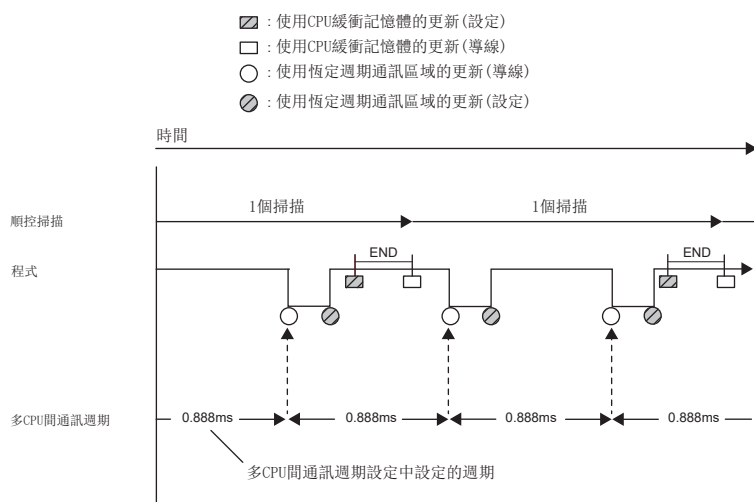 : 使用CPU緩衝記憶體的更新(設定)
: 使用CPU緩衝記憶體的更新(導線)
: 使用恆定週期通訊區域的更新(導線)
: 使用恆定週期通訊區域的更新(設定)
時間
順控掃描
1個掃描
1個掃描
程式
END
END
多CPU間通訊週期
0.888ms
0.888ms
0.888ms
0.888ms
多CPU間通訊週期設定中設定的週期